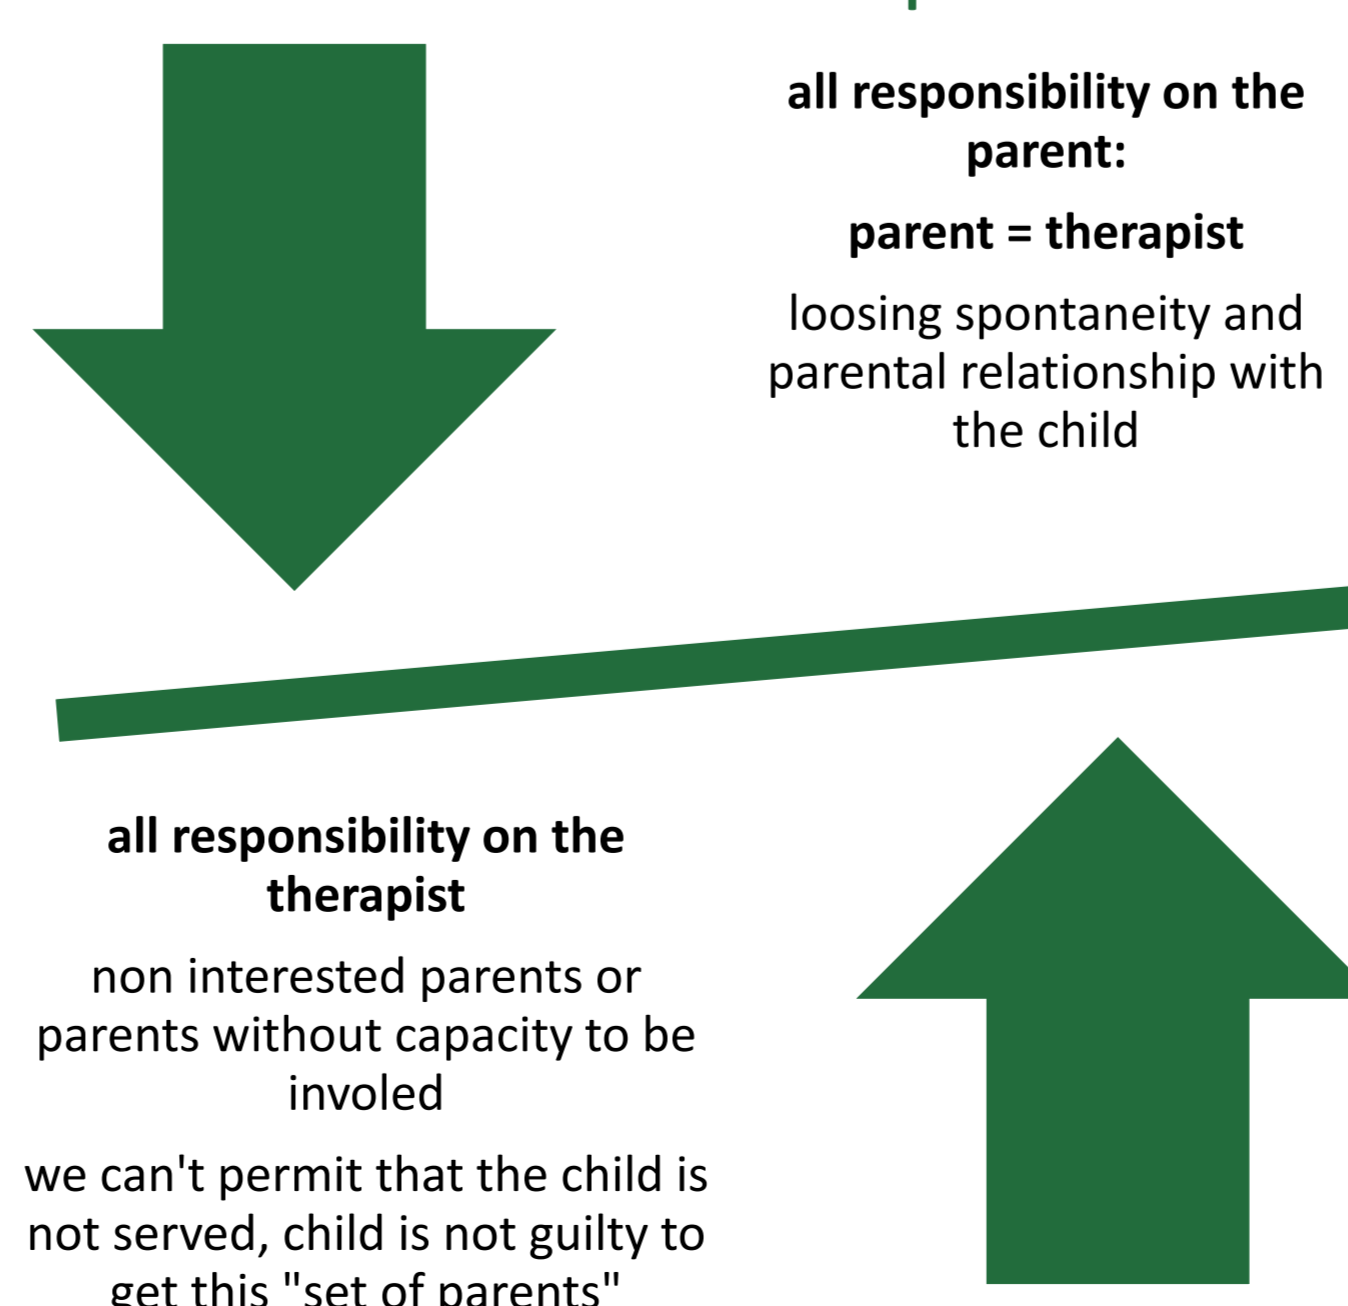 all responsibility on the
parent:
parent = therapist
loosing spontaneity and
parental relationship with
the child
all responsibility on the
therapist
non interested parents or
parents without capacity to be
involed
we can't permit that the child is
not served, child is not guilty to
get this "set of parents"